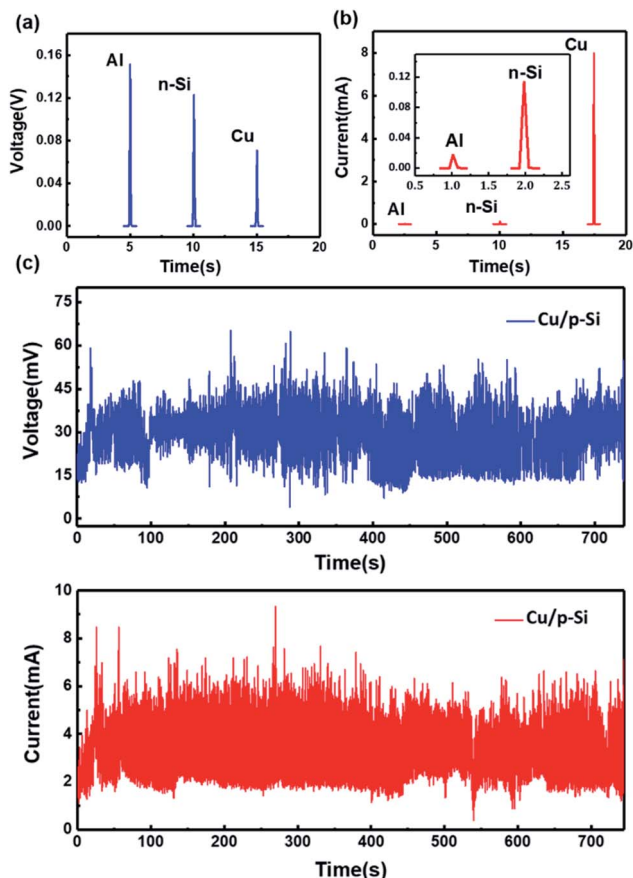 (a)
Voltage(V)
0.16
0.12
0.08
0.04
0.00
Al
n-Si
Cu
0 5 10 15 20
Time(s)
(b)
Current(mA)
8
6
4
2
0
0.12
0.08
0.04
0.00
Al
n-Si
0.5 1.0 1.5 2.0 2.5
Cu
Al
n-Si
0 5 10 15 20
Time(s)
(c)
Voltage(mV)
75
60
45
30
15
0
Cu/p-Si
0 100 200 300 400 500 600 700
Time(s)
Current(mA)
10
8
6
4
2
0
Cu/p-Si
0 100 200 300 400 500 600 700
Time(s)